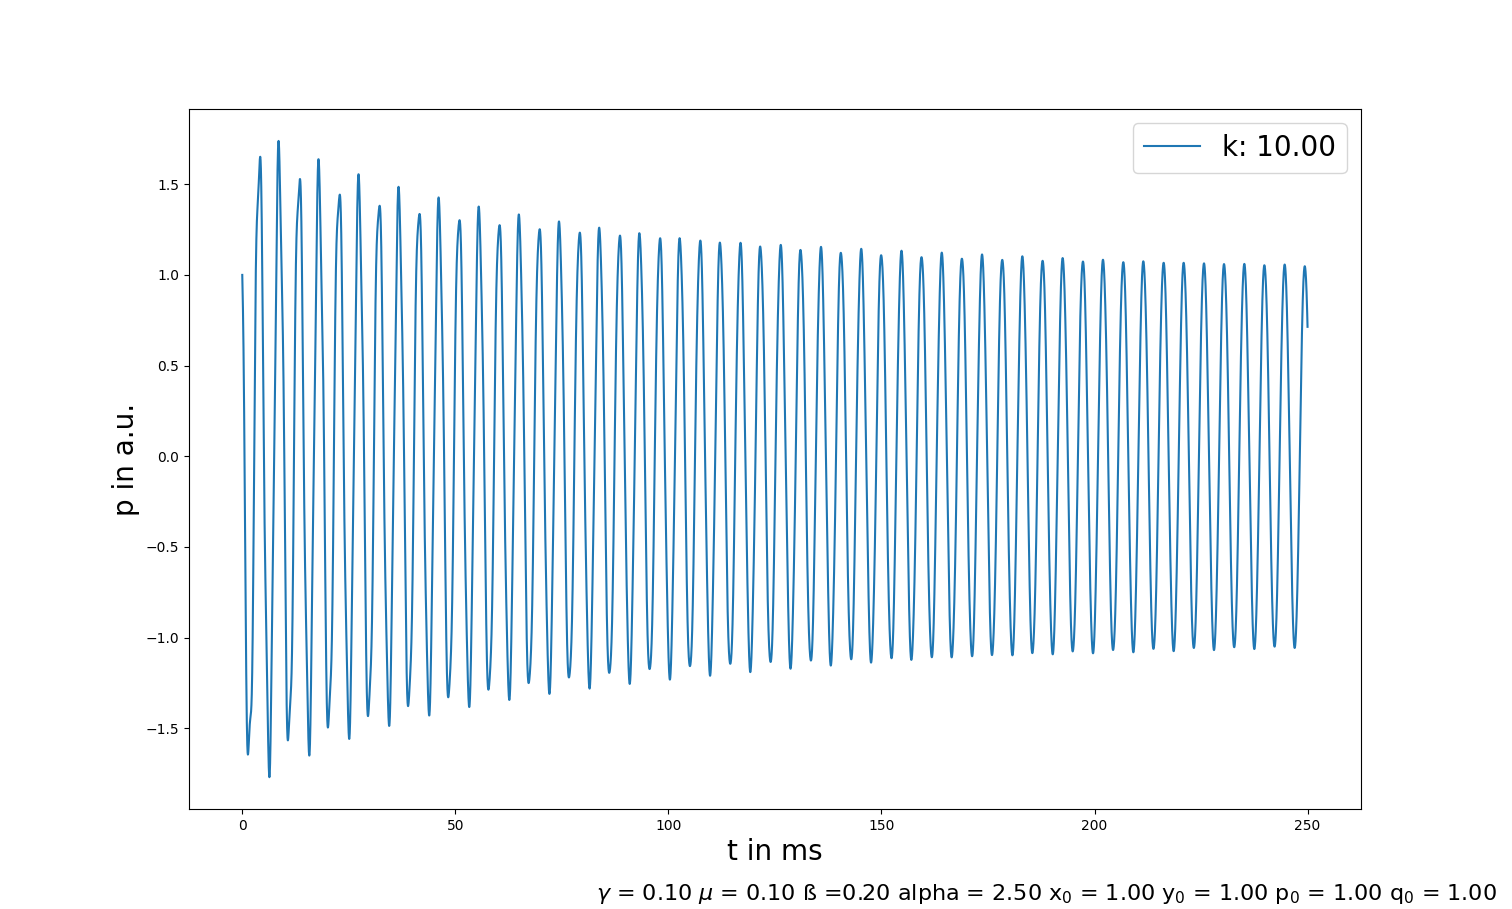 k: 10.00
p in a.u.
1.5
1.0
0.5
0.0
−0.5
−1.0
−1.5
0 50 100 150 200 250
t in ms
γ = 0.10 μ = 0.10 ß =0.20 alpha = 2.50 x₀ = 1.00 y₀ = 1.00 p₀ = 1.00 q₀ = 1.00